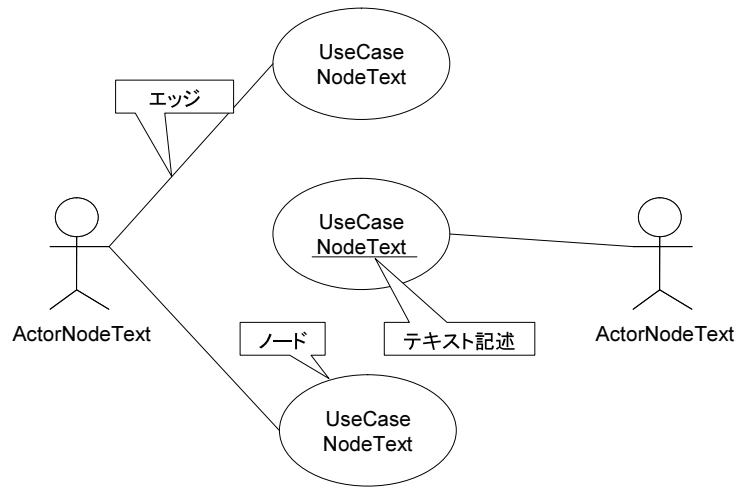 UseCase
NodeText
エッジ
UseCase
NodeText
ActorNodeText
ノード
テキスト記述
ActorNodeText
UseCase
NodeText